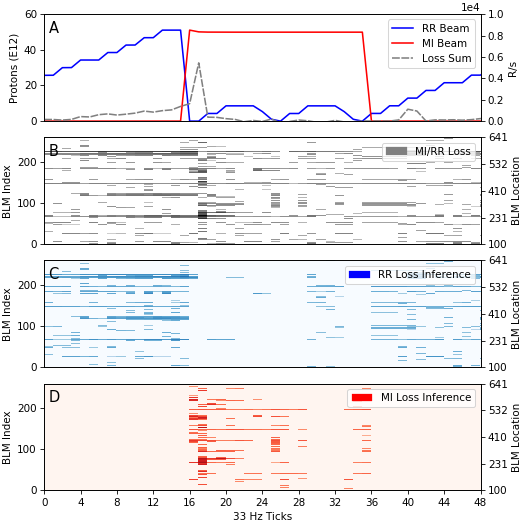 1e4
A
RR Beam
MI Beam
Loss Sum
Protons (E12)
60
40
20
0
1.0
0.8
0.6
0.4
0.2
0.0
R/s
B
MI/RR Loss
BLM Index
200
100
0
641
532
410
231
100
BLM Location
C
RR Loss Inference
BLM Index
200
100
0
641
532
410
231
100
BLM Location
D
MI Loss Inference
BLM Index
200
100
0
641
532
410
231
100
BLM Location
0 4 8 12 16 20 24 28 32 36 40 44 48
33 Hz Ticks